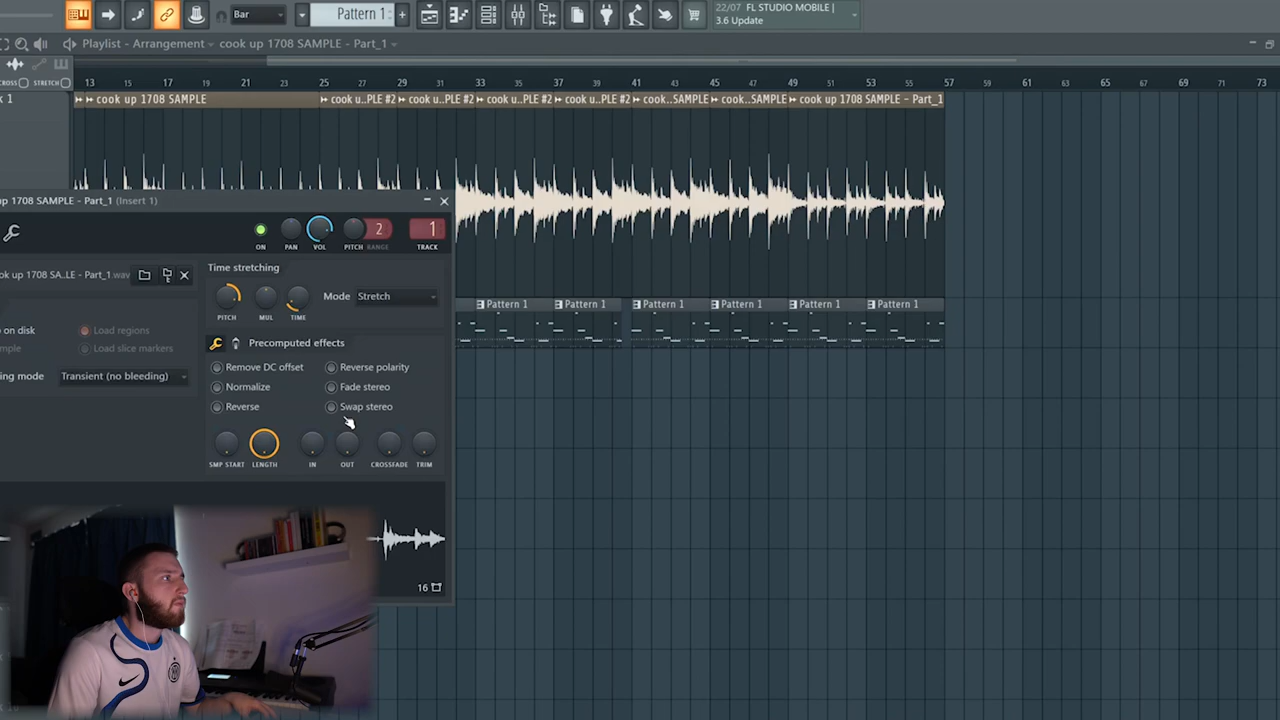 Bar
Pattern 1
22/07 FL STUDIO MOBILE |
3.6 Update
Playlist - Arrangement
cook up 1708 SAMPLE - Part_1
CROSS
STRETCH
13 15 17 19 21 23 25 27 29 31 33 35 37 39 41 43 45 47 49 51 53 55 57 59 61 63 65 67 69 71 73
k 1
cook up 1708 SAMPLE
cook u..PLE #2
cook u..PLE #2
cook u..PLE #2
cook u..PLE #2
cook..SAMPLE
cook..SAMPLE
cook up 1708 SAMPLE - Part_1
up 1708 SAMPLE - Part_1 (Insert 1)
2
1
ON
PAN
VOL
PITCH
RANGE
TRACK
ok up 1708 SA..LE - Part_1.wav
Time stretching
Mode
Stretch
PITCH
MUL
TIME
Pattern 1
Pattern 1
Pattern 1
Pattern 1
Pattern 1
Pattern 1
on disk
Load regions
mple
Load slice markers
ing mode
Transient (no bleeding)
Precomputed effects
Remove DC offset
Reverse polarity
Normalize
Fade stereo
Reverse
Swap stereo
SMP START
LENGTH
IN
OUT
CROSSFADE
TRIM
16